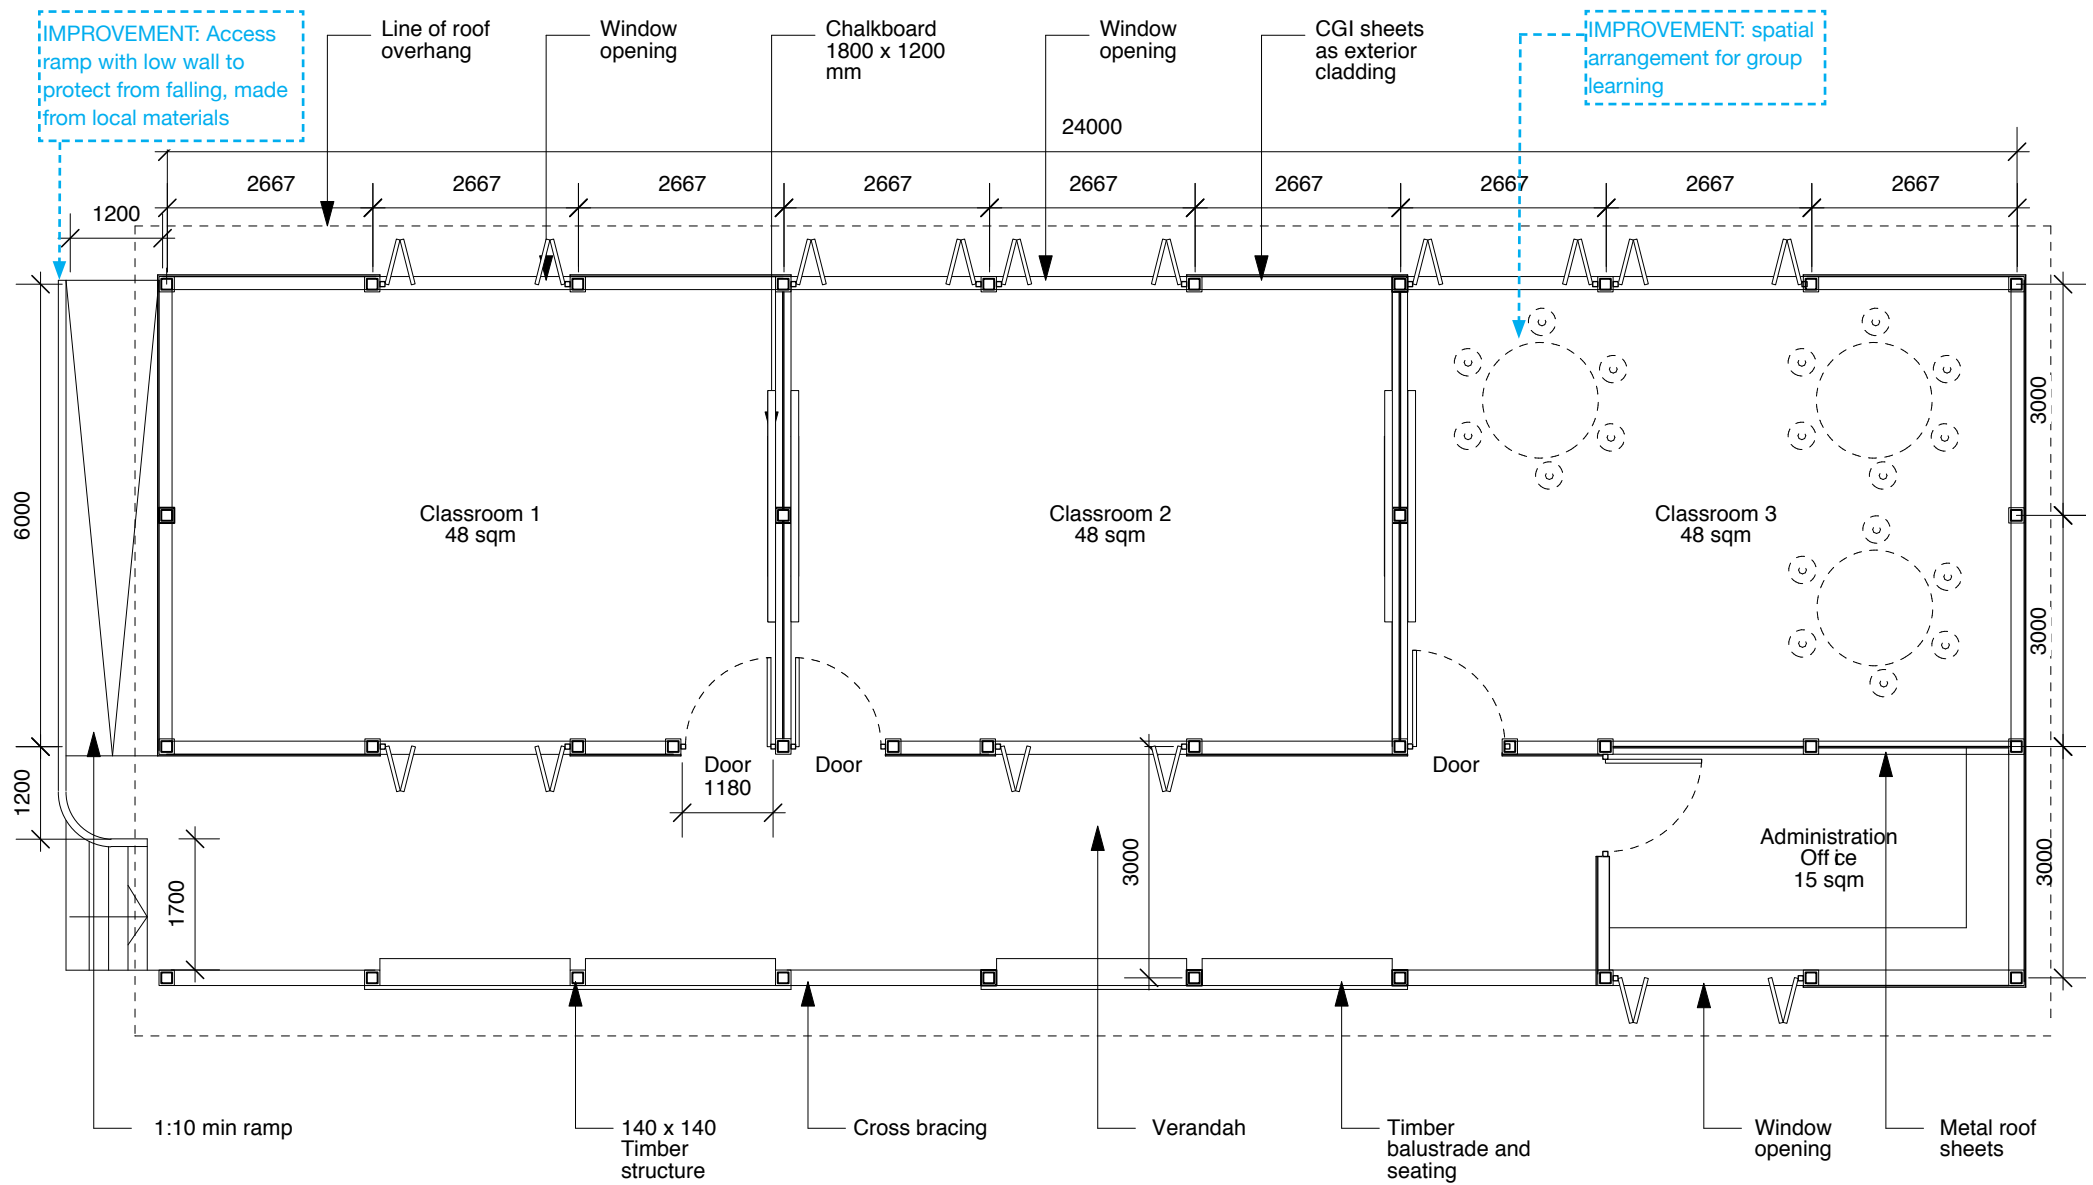 IMPROVEMENT: Access
ramp with low wall to
protect from falling, made
from local materials
Line of roof
overhang
Window
opening
Chalkboard
1800 x 1200
mm
Window
opening
CGI sheets
as exterior
cladding
IMPROVEMENT: spatial
arrangement for group
learning
24000
2667
2667
2667
2667
2667
2667
2667
2667
2667
1200
6000
1200
1700
3000
3000
3000
3000
Classroom 1
48 sqm
Classroom 2
48 sqm
Classroom 3
48 sqm
Door
1180
Door
Door
Administration
Office
15 sqm
1:10 min ramp
140 x 140
Timber
structure
Cross bracing
Verandah
Timber
balustrade and
seating
Window
opening
Metal roof
sheets